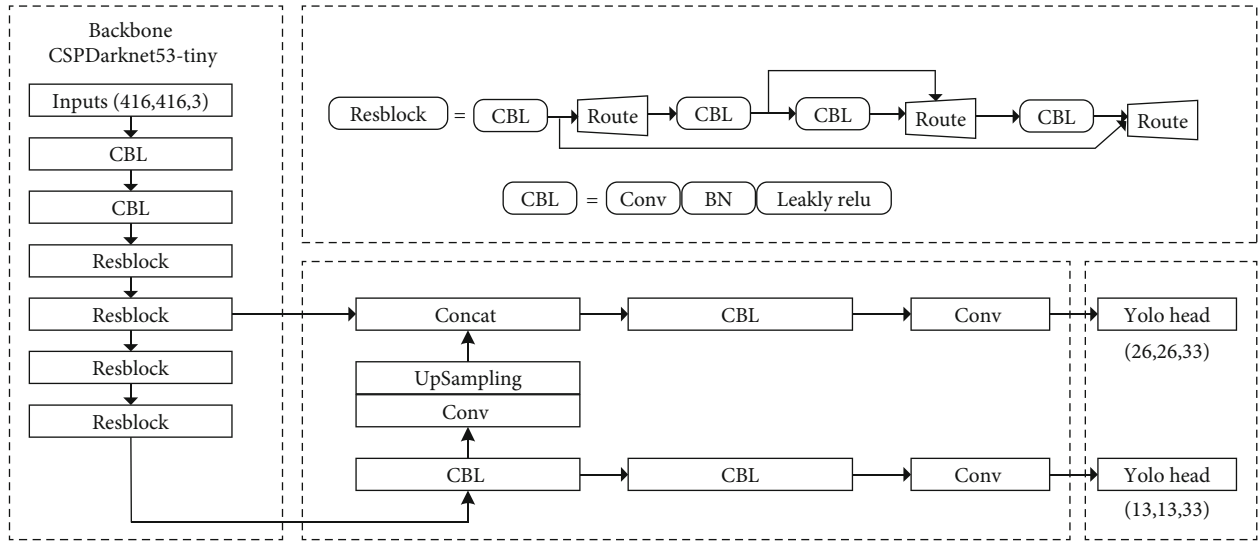 Backbone
CSPDarknet53-tiny
Inputs (416,416,3)
CBL
CBL
Resblock
Resblock
Resblock
Resblock
Resblock = CBL Route CBL CBL Route CBL Route
CBL = Conv BN Leakly relu
Concat CBL Conv Yolo head
(26,26,33)
UpSampling
Conv
CBL CBL Conv Yolo head
(13,13,33)